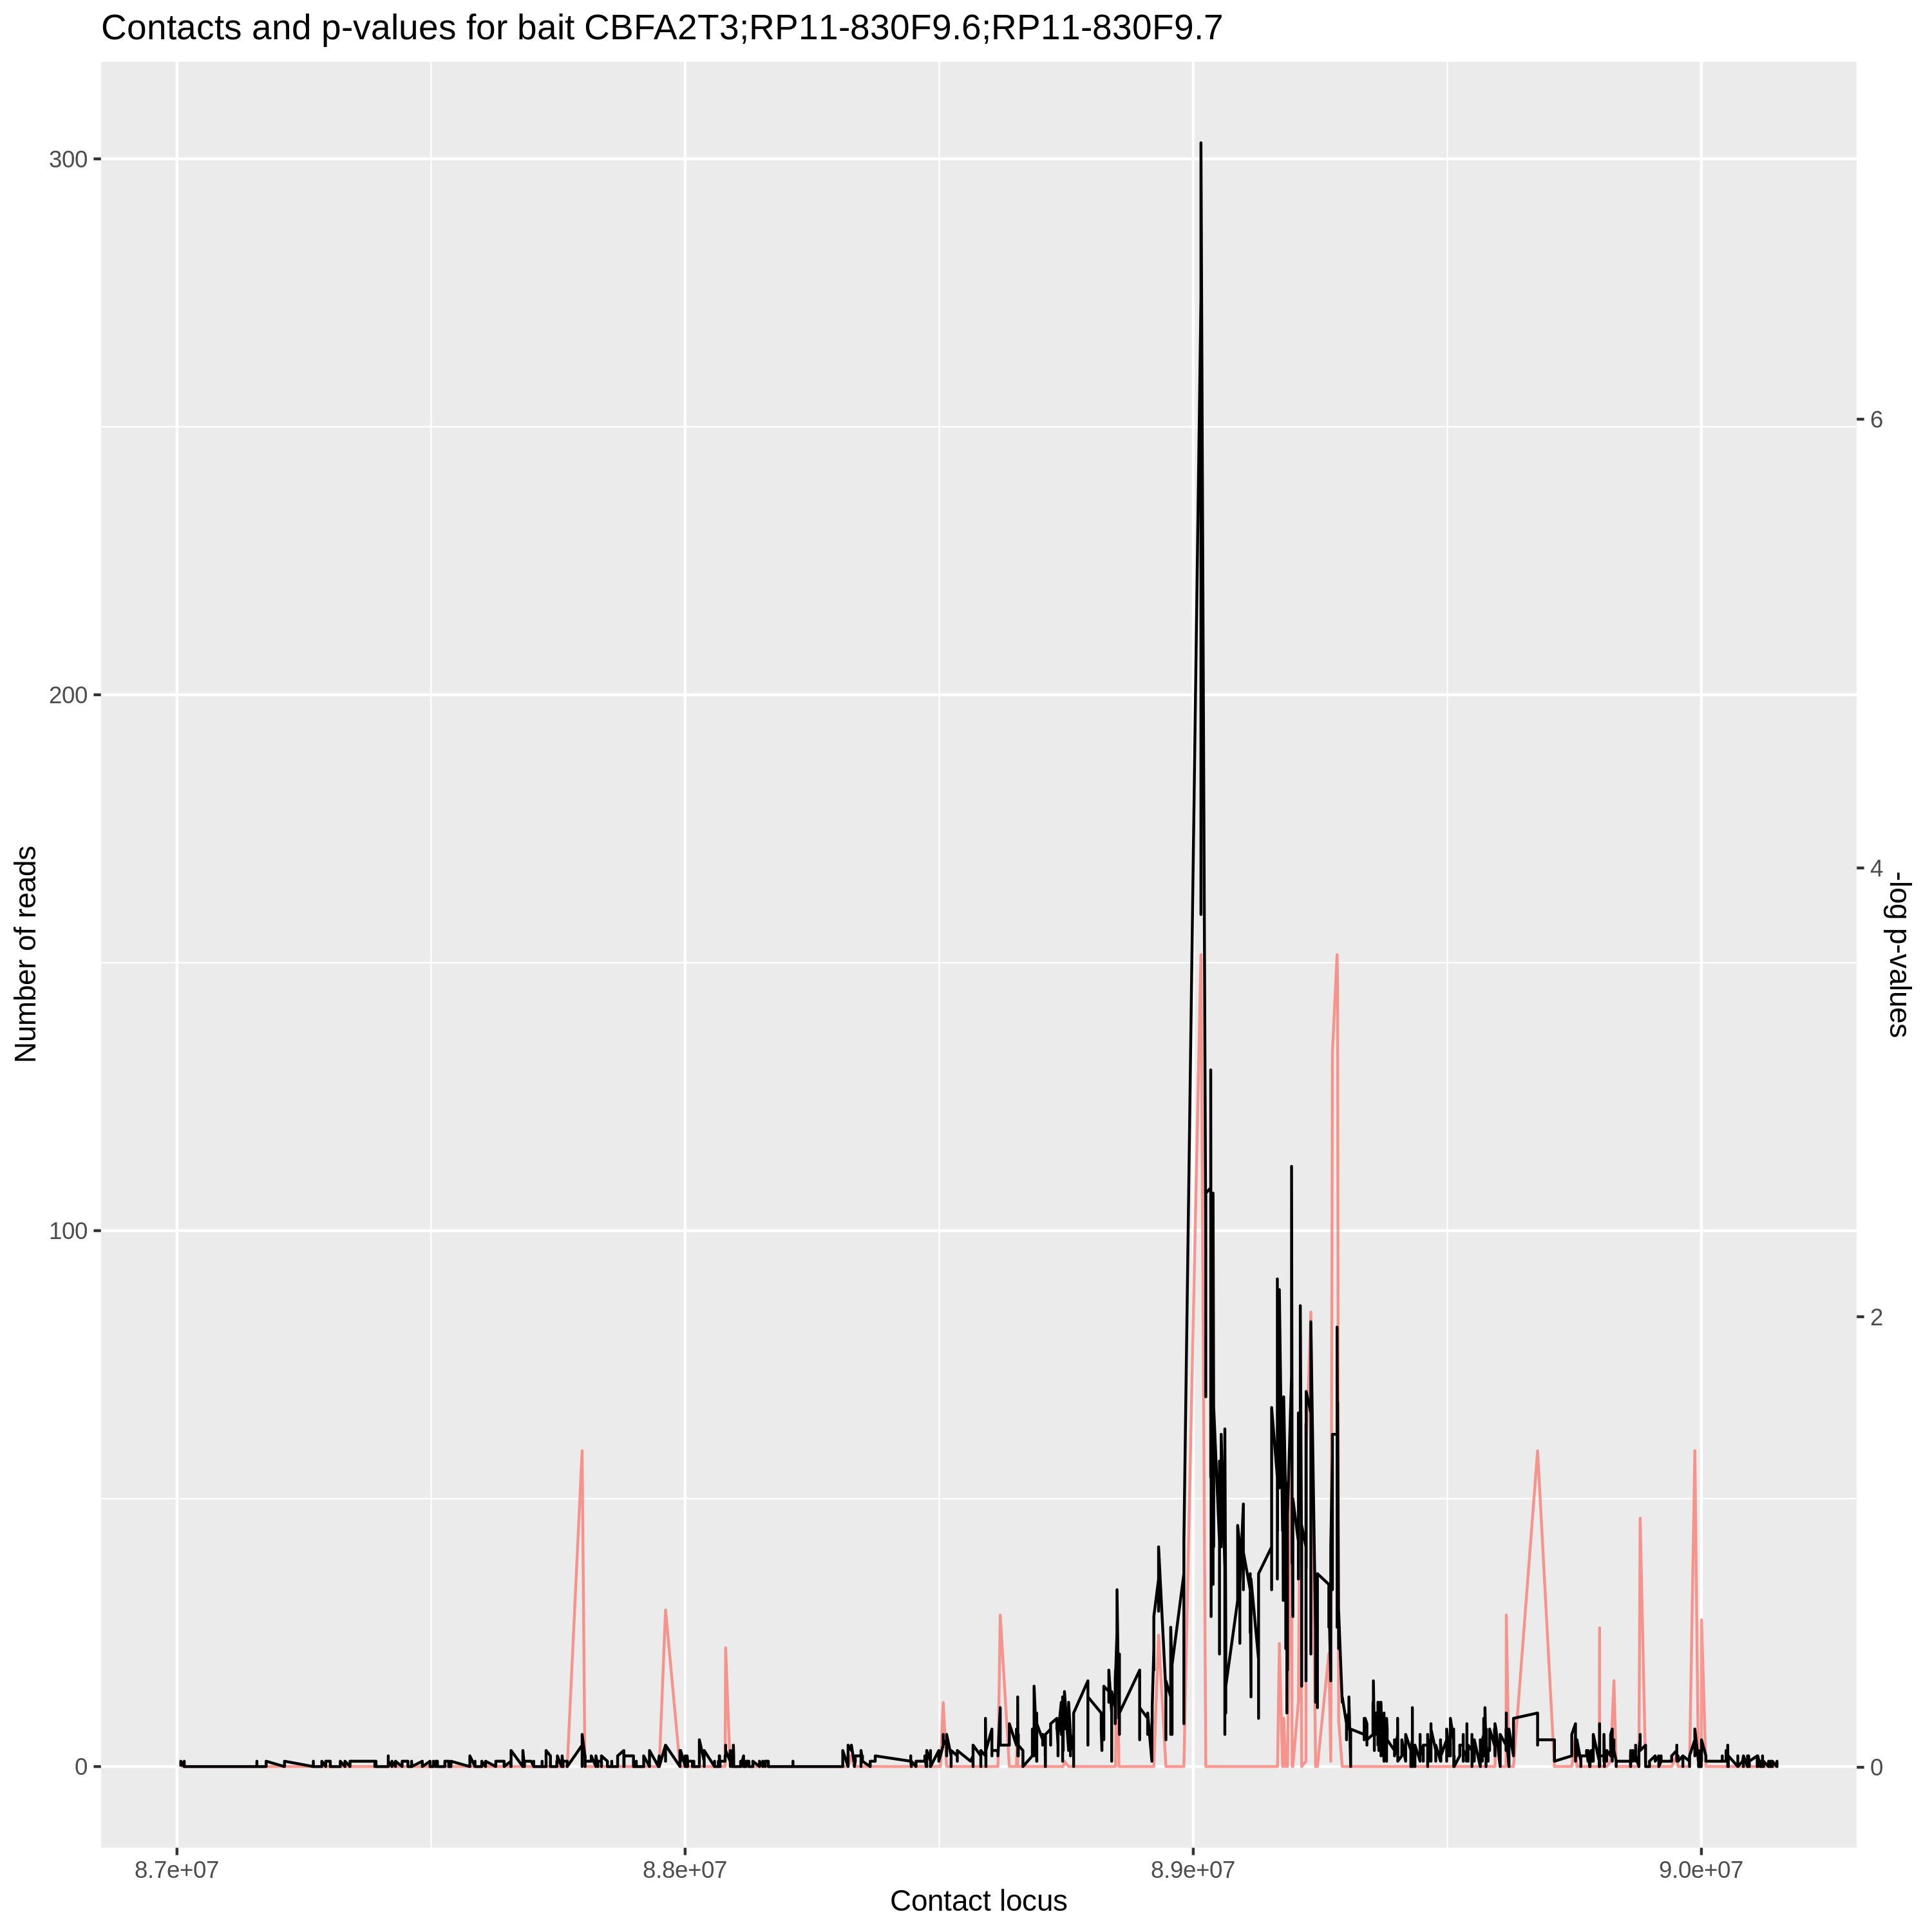 Contacts and p-values for bait CBFA2T3;RP11-830F9.6;RP11-830F9.7
300
200
100
0
Number of reads
6
4
2
0
-log p-values
8.7e+07
8.8e+07
8.9e+07
9.0e+07
Contact locus